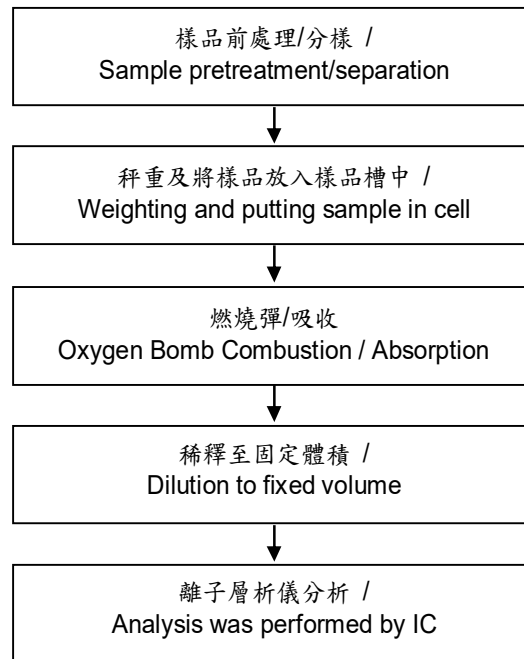 樣品前處理/分樣 /
Sample pretreatment/separation
秤重及將樣品放入樣品槽中 /
Weighting and putting sample in cell
燃燒彈/吸收
Oxygen Bomb Combustion / Absorption
稀釋至固定體積 /
Dilution to fixed volume
離子層析儀分析 /
Analysis was performed by IC